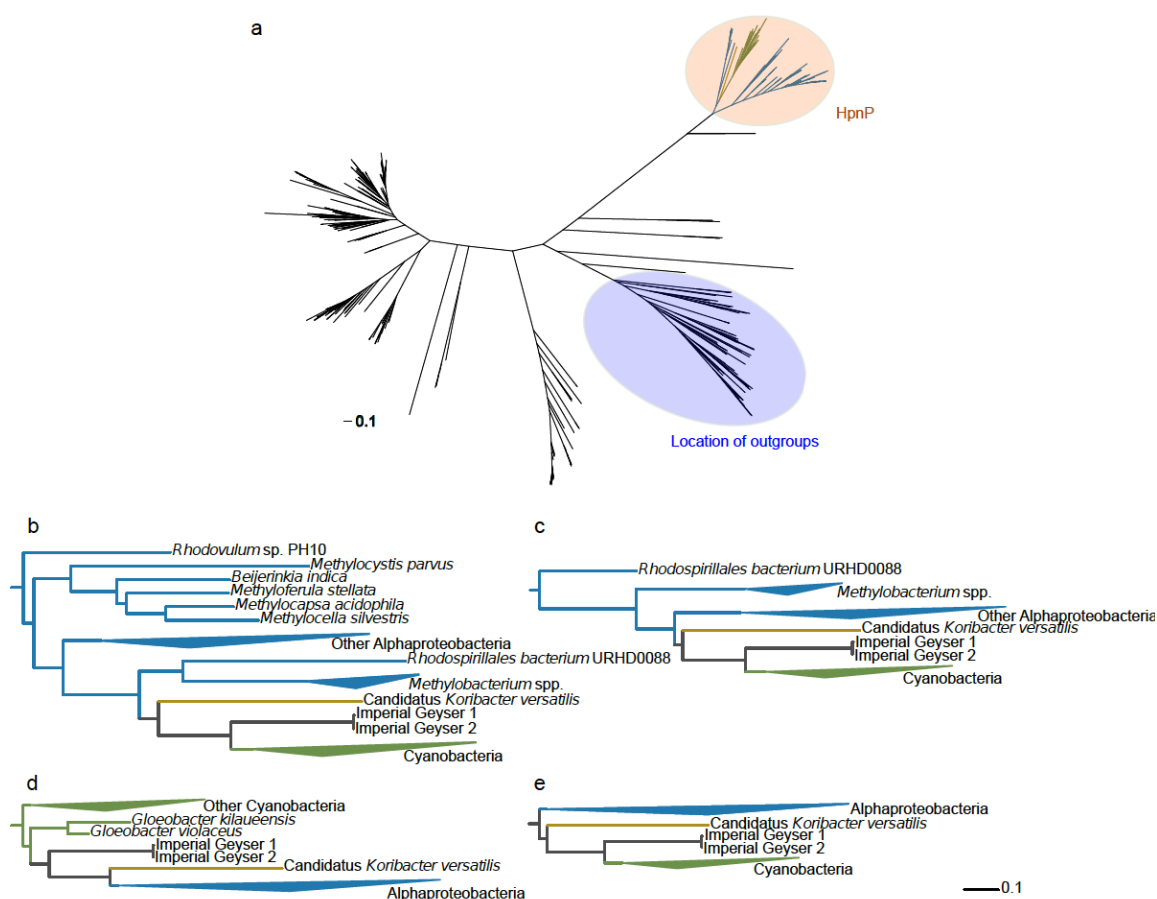 a
HpnP
0.1
Location of outgroups
b
Rhodovulum sp. PH10
Methylocystis parvus
Beijerinkia indica
Methyloferula stellata
Methylocapsa acidophila
Methylocella silvestris
Other Alphaproteobacteria
Rhodospirillales bacterium URHD0088
Methylobacterium spp.
Candidatus Koribacter versatilis
Imperial Geyser 1
Imperial Geyser 2
Cyanobacteria
c
Rhodospirillales bacterium URHD0088
Methylobacterium spp.
Other Alphaproteobacteria
Candidatus Koribacter versatilis
Imperial Geyser 1
Imperial Geyser 2
Cyanobacteria
d
Other Cyanobacteria
Gloeobacter kilaueensis
Gloeobacter violaceus
Imperial Geyser 1
Imperial Geyser 2
Candidatus Koribacter versatilis
Alphaproteobacteria
e
Alphaproteobacteria
Candidatus Koribacter versatilis
Imperial Geyser 1
Imperial Geyser 2
Cyanobacteria
0.1